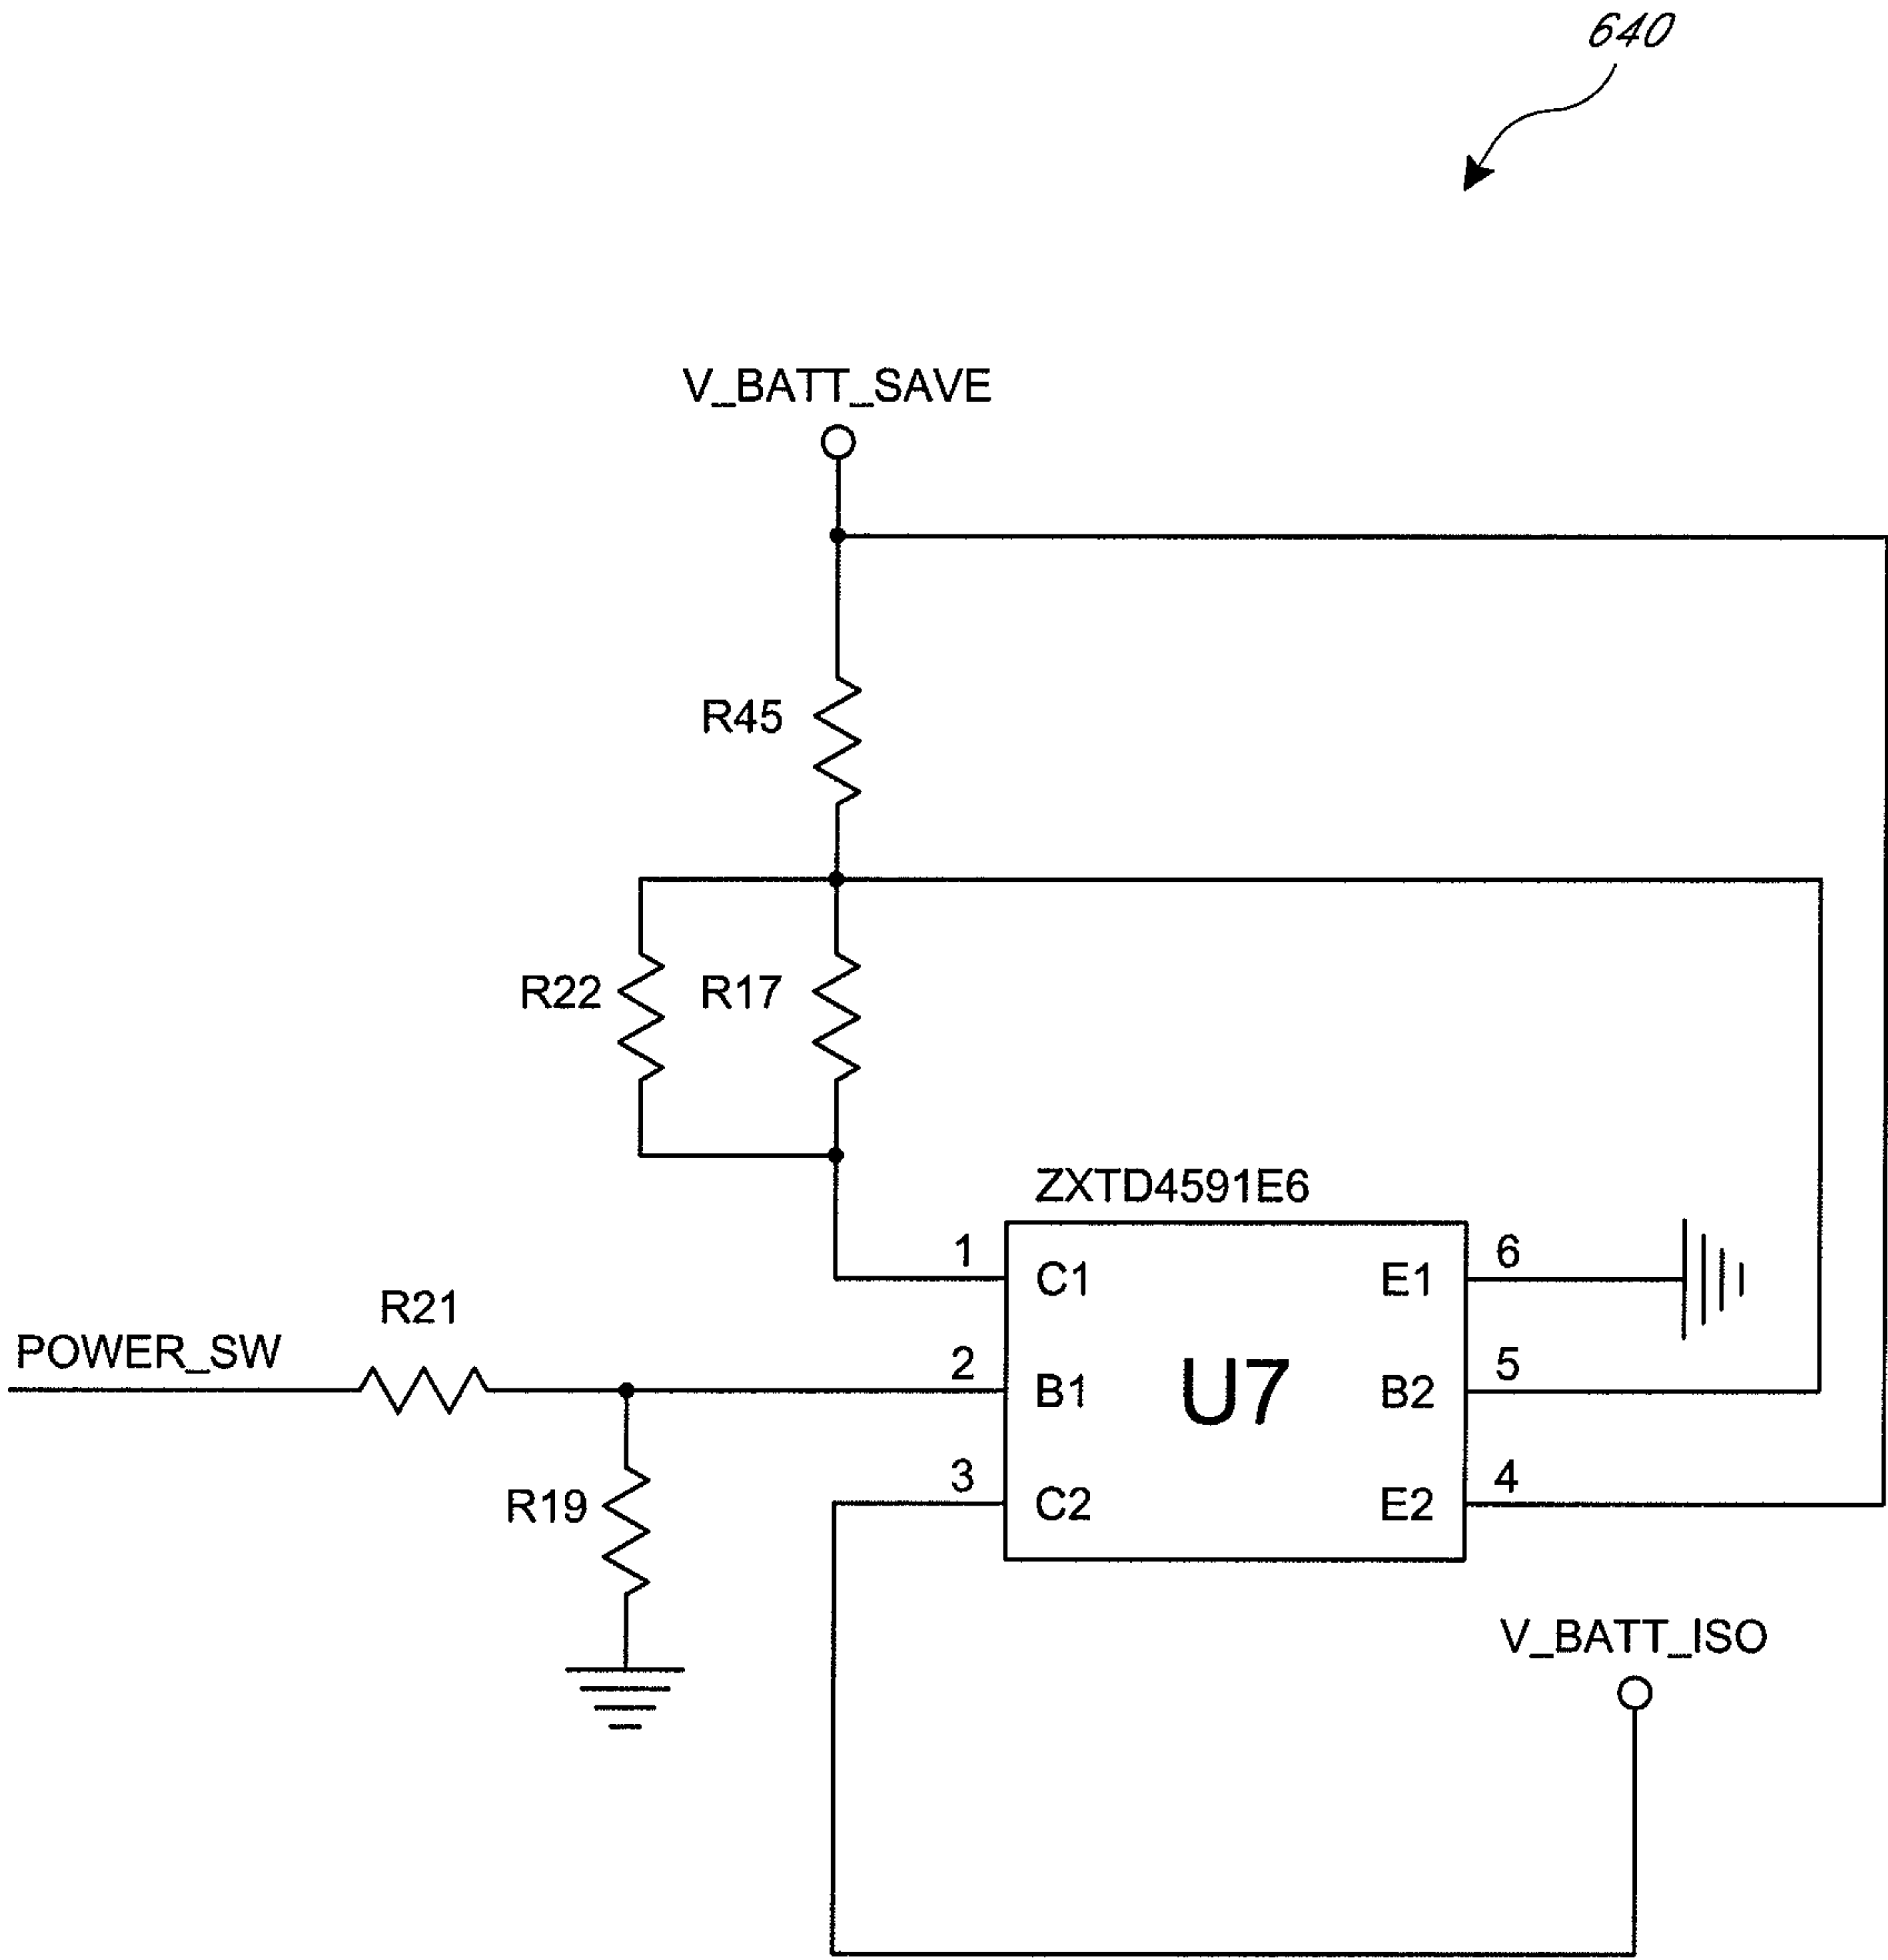 640
V_BATT_SAVE
R45
R22
R17
ZXTD4591E6
1
C1
E1
6
R21
POWER_SW
2
B1
U7
B2
5
R19
3
C2
E2
4
V_BATT_ISO